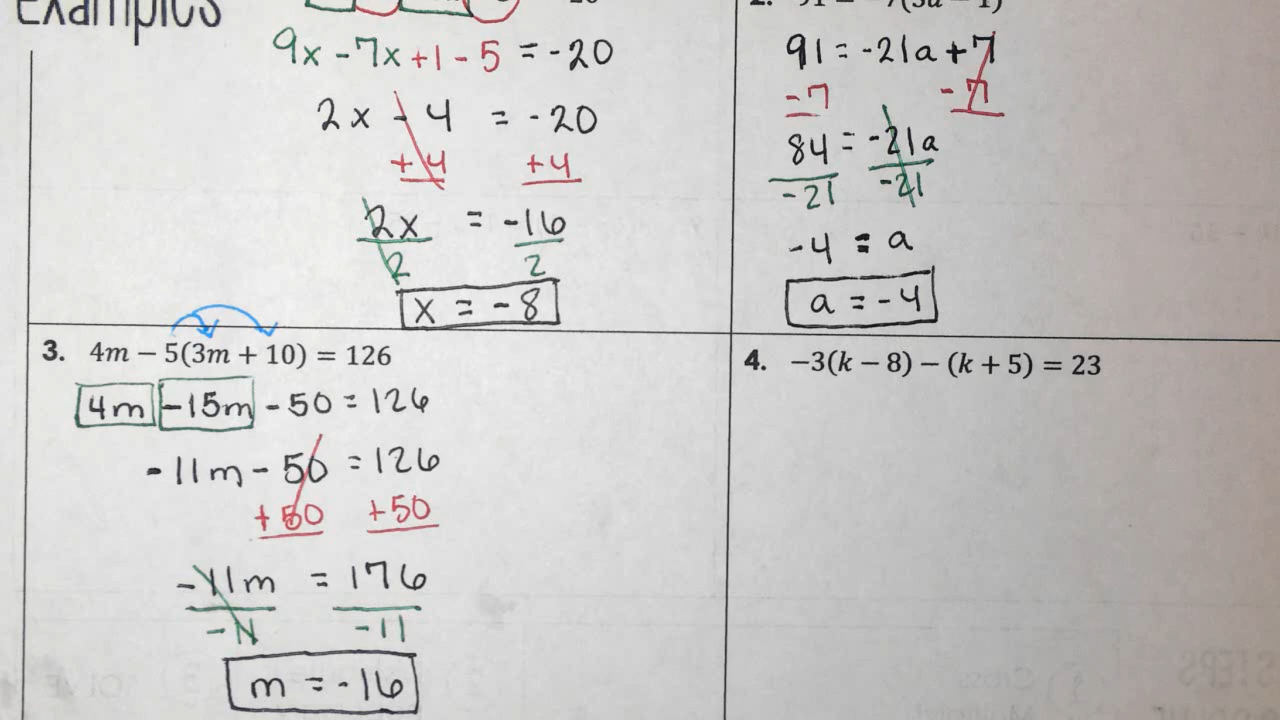 Examples
9x - 7x + 1 - 5 = -20
2x - 4 = -20
+ 4 +4
2x = -16
2 2
x = -8
91 = -21a + 7
-7 -7
84 = -21a
-21 -21
-4 = a
a = -4
3. 4m − 5(3m + 10) = 126
4m -15m - 50 = 126
-11m - 50 = 126
+50 +50
-11m = 176
-11 -11
m = -16
4. −3(k − 8) − (k + 5) = 23